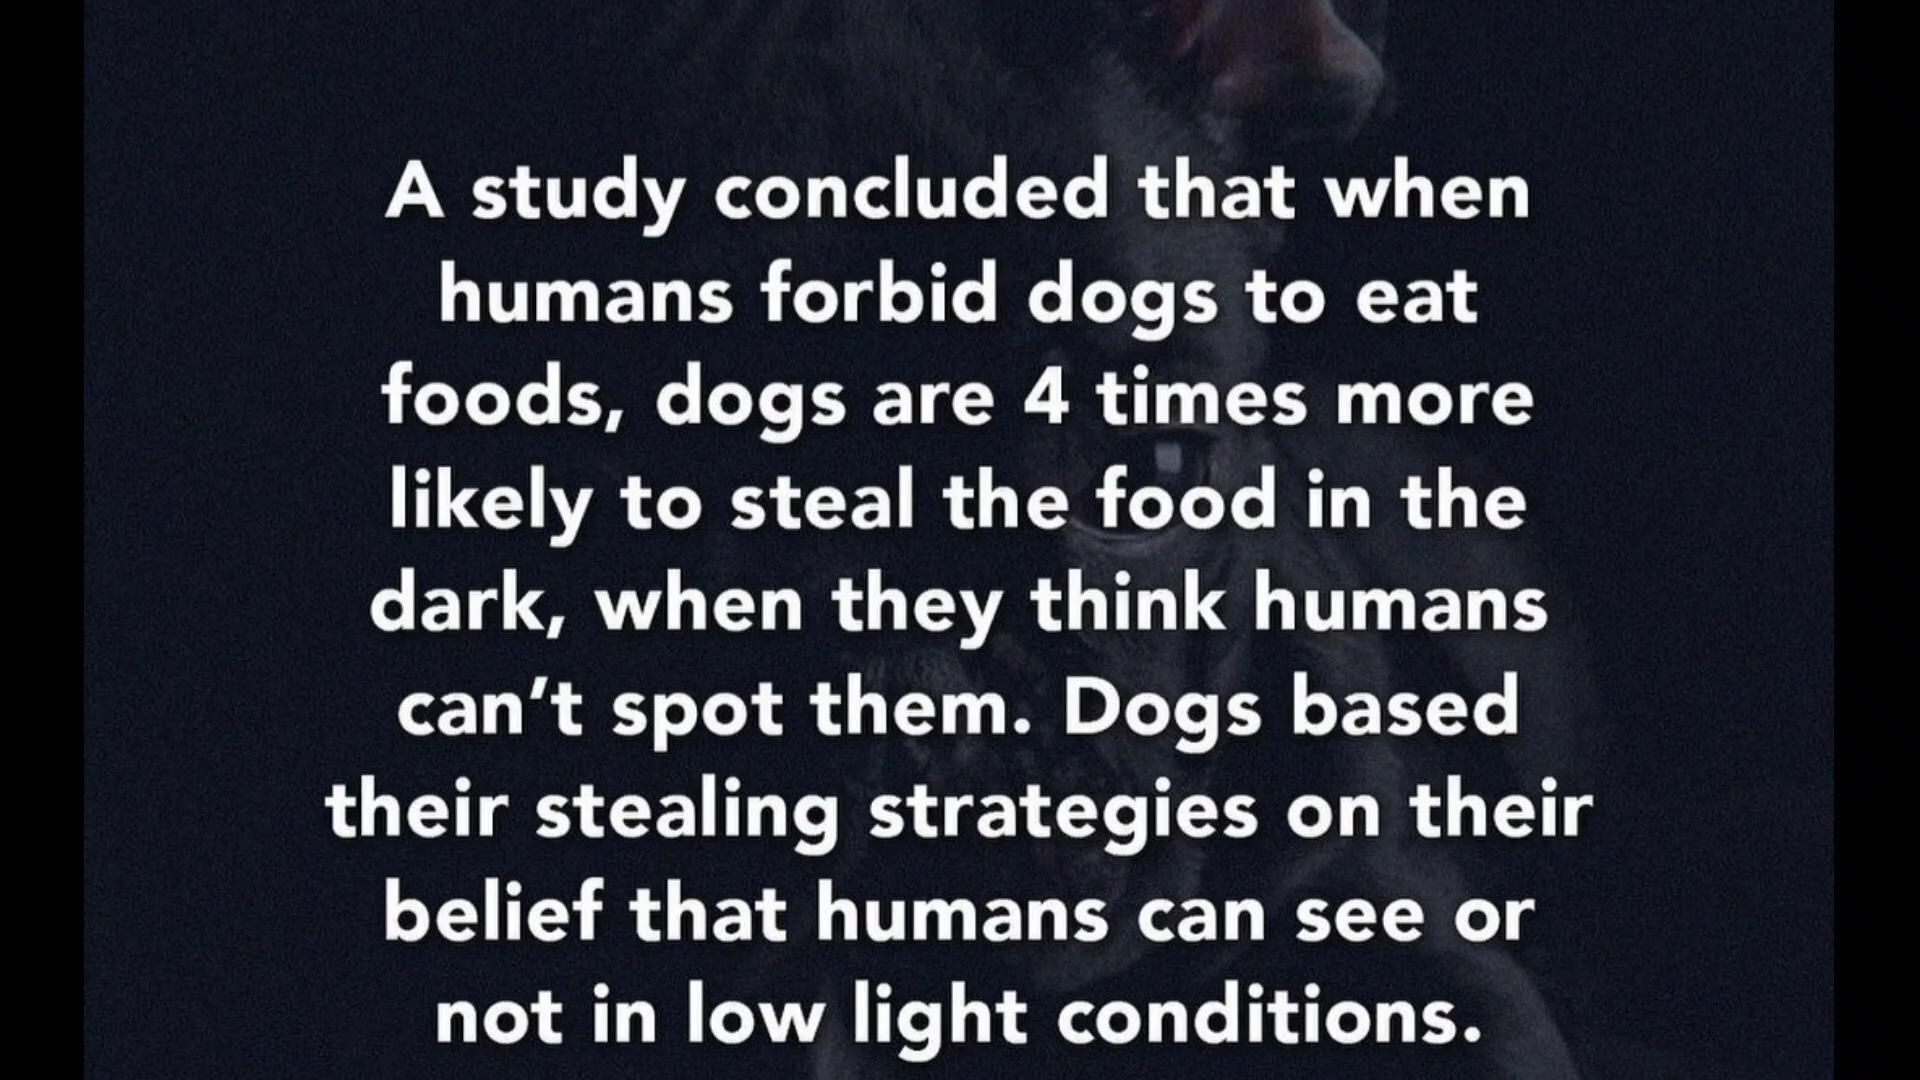 A study concluded that when
humans forbid dogs to eat
foods, dogs are 4 times more
likely to steal the food in the
dark, when they think humans
can’t spot them. Dogs based
their stealing strategies on their
belief that humans can see or
not in low light conditions.